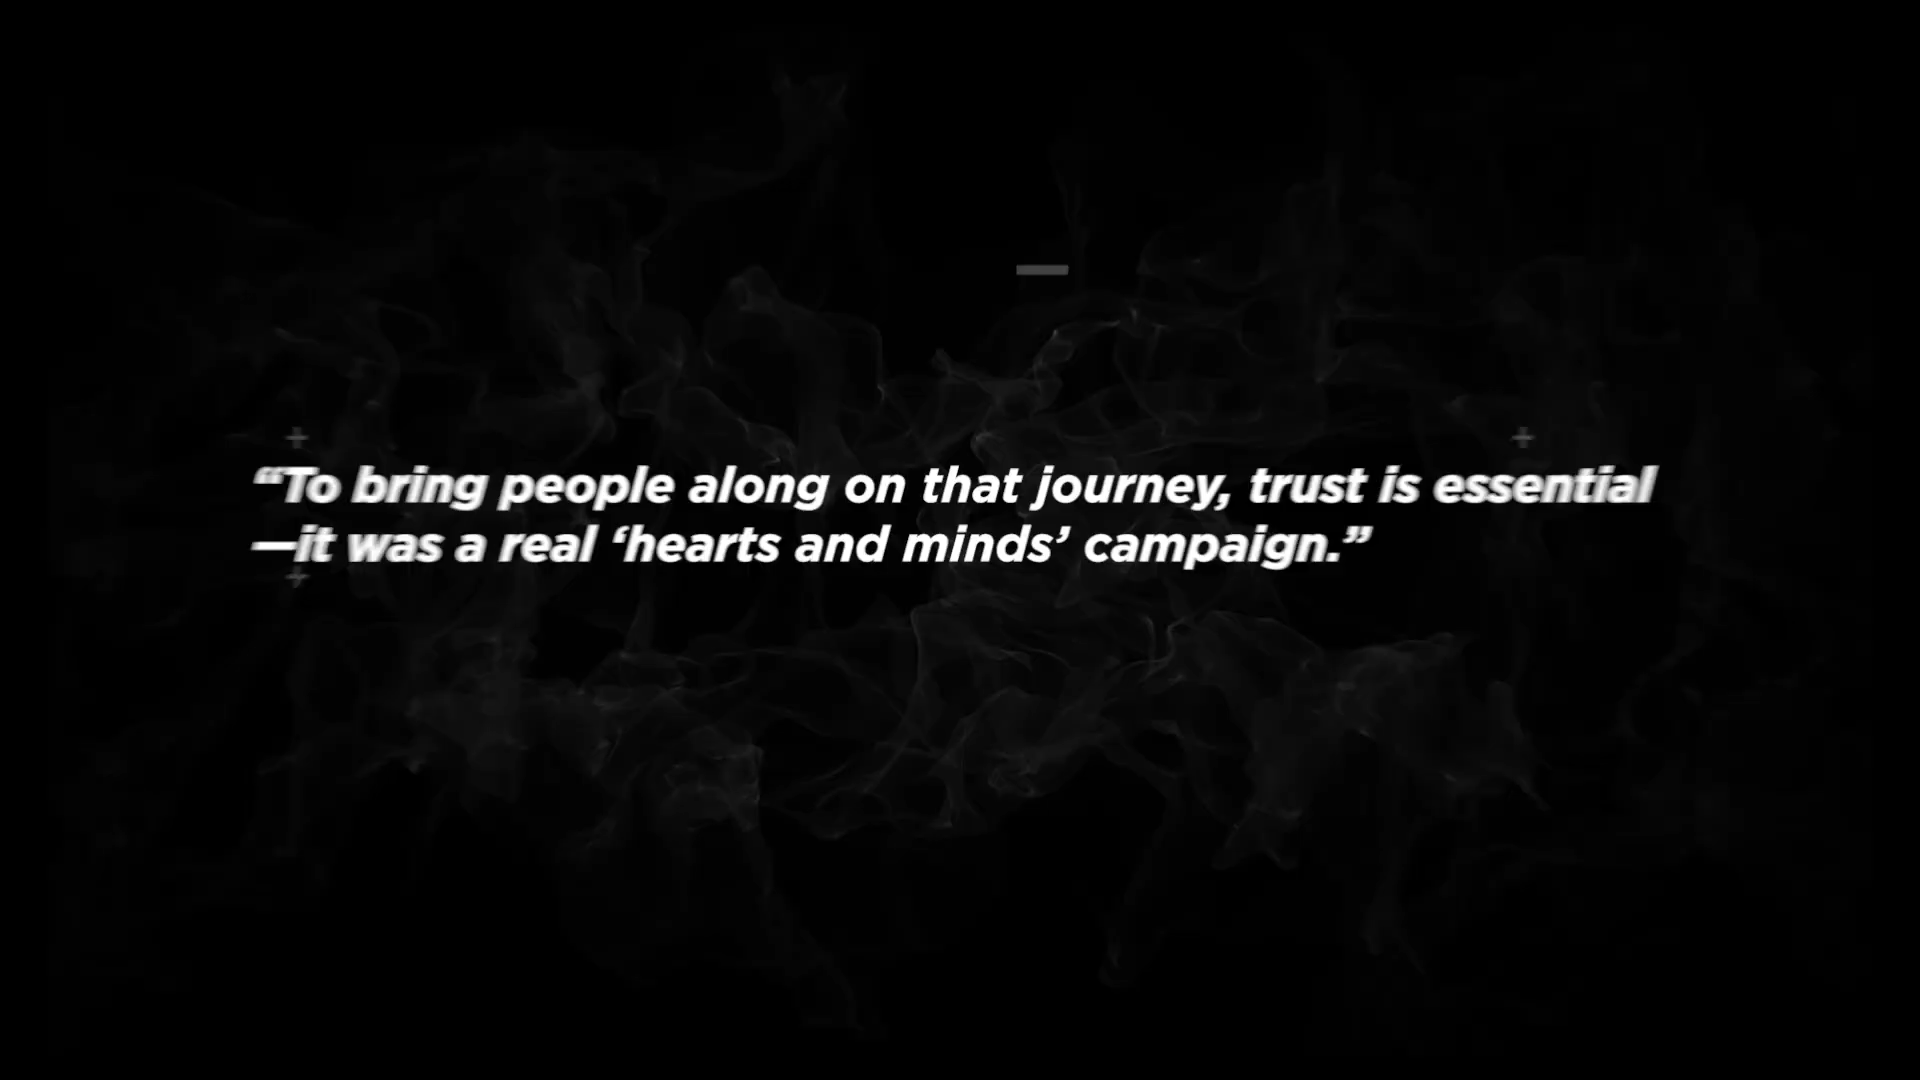 “To bring people along on that journey, trust is essential
—it was a real ‘hearts and minds’ campaign.”